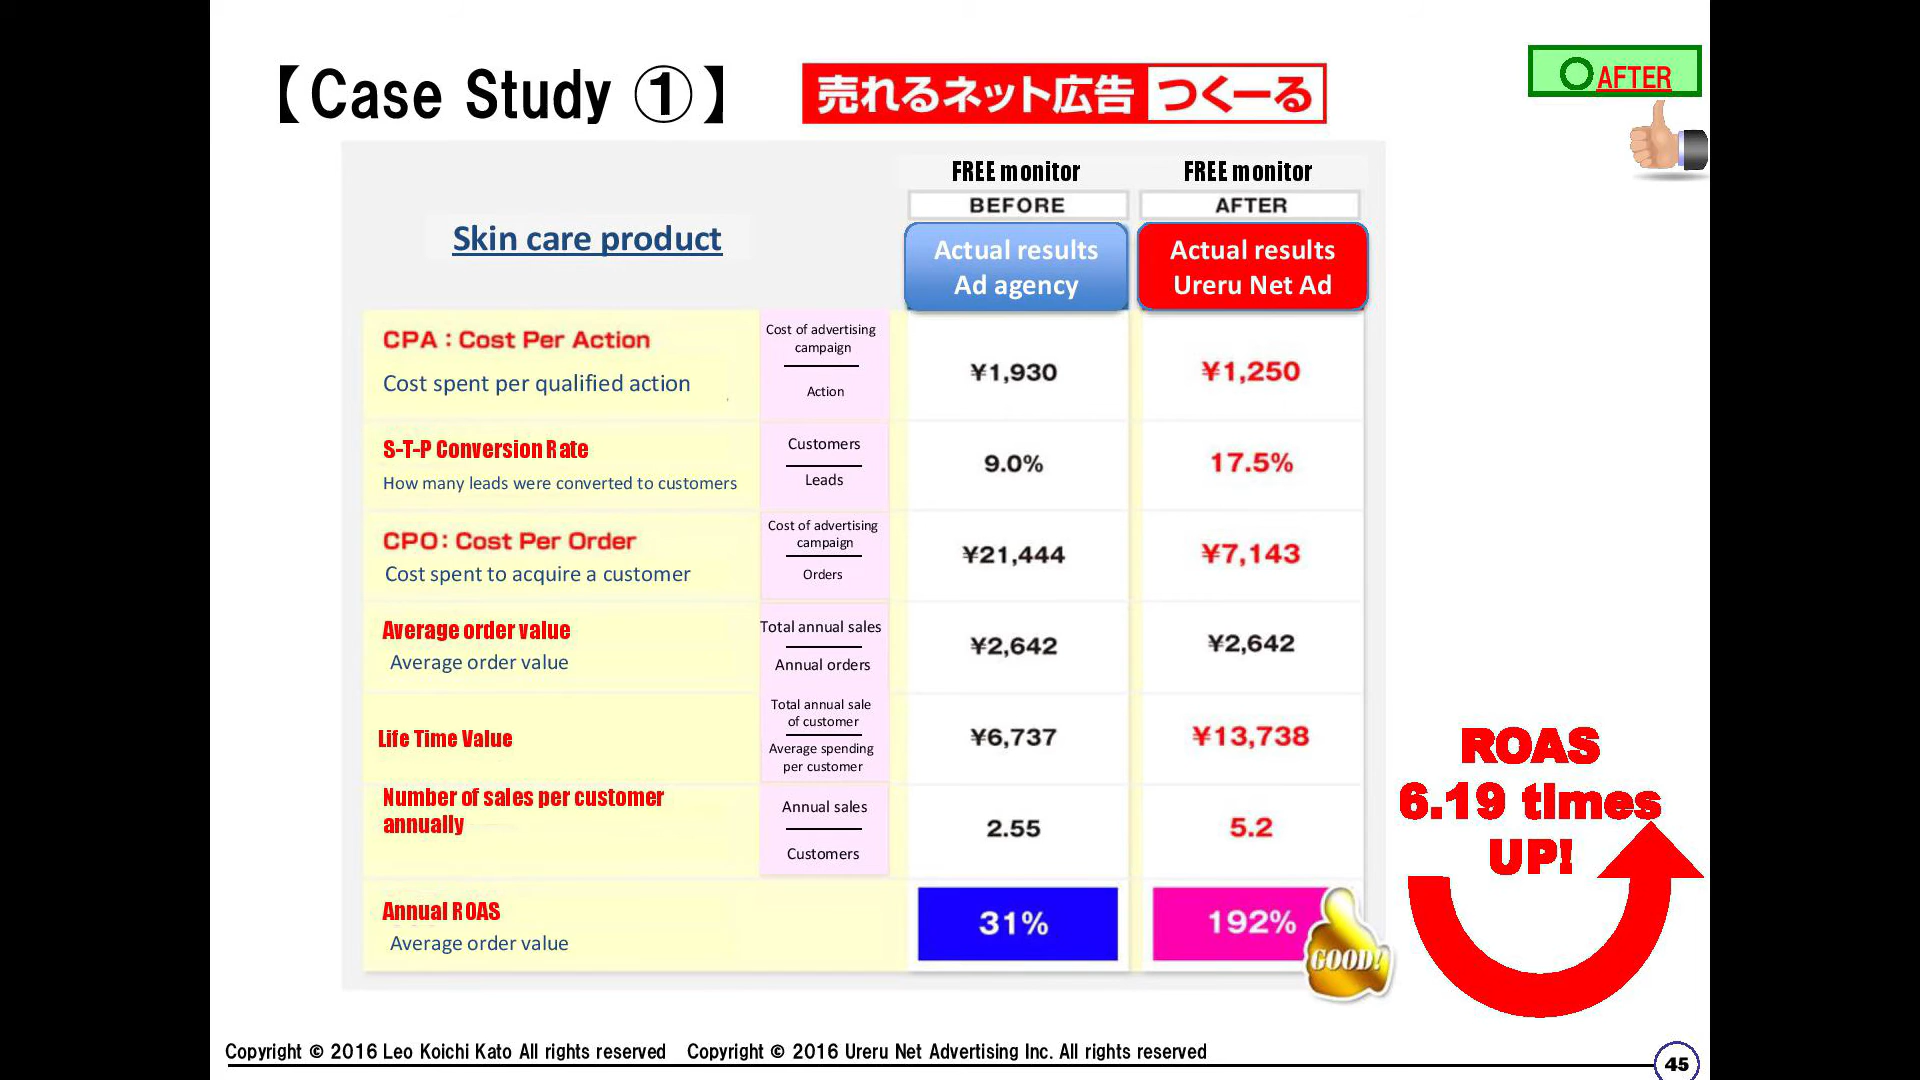 【Case Study ①】
売れるネット広告 つくーる
○AFTER
FREE monitor
FREE monitor
BEFORE
AFTER
Skin care product
Actual results
Ad agency
Actual results
Ureru Net Ad
CPA：Cost Per Action
Cost spent per qualified action
Cost of advertising
campaign
Action
¥1,930
¥1,250
S-T-P Conversion Rate
How many leads were converted to customers
Customers
Leads
9.0%
17.5%
CPO：Cost Per Order
Cost spent to acquire a customer
Cost of advertising
campaign
Orders
¥21,444
¥7,143
Average order value
Average order value
Total annual sales
Annual orders
¥2,642
¥2,642
Life Time Value
Total annual sale
of customer
Average spending
per customer
¥6,737
¥13,738
Number of sales per customer
annually
Annual sales
Customers
2.55
5.2
Annual ROAS
Average order value
31%
192%
GOOD!
ROAS
6.19 times
UP!
Copyright © 2016 Leo Koichi Kato All rights reserved Copyright © 2016 Ureru Net Advertising Inc. All rights reserved
45